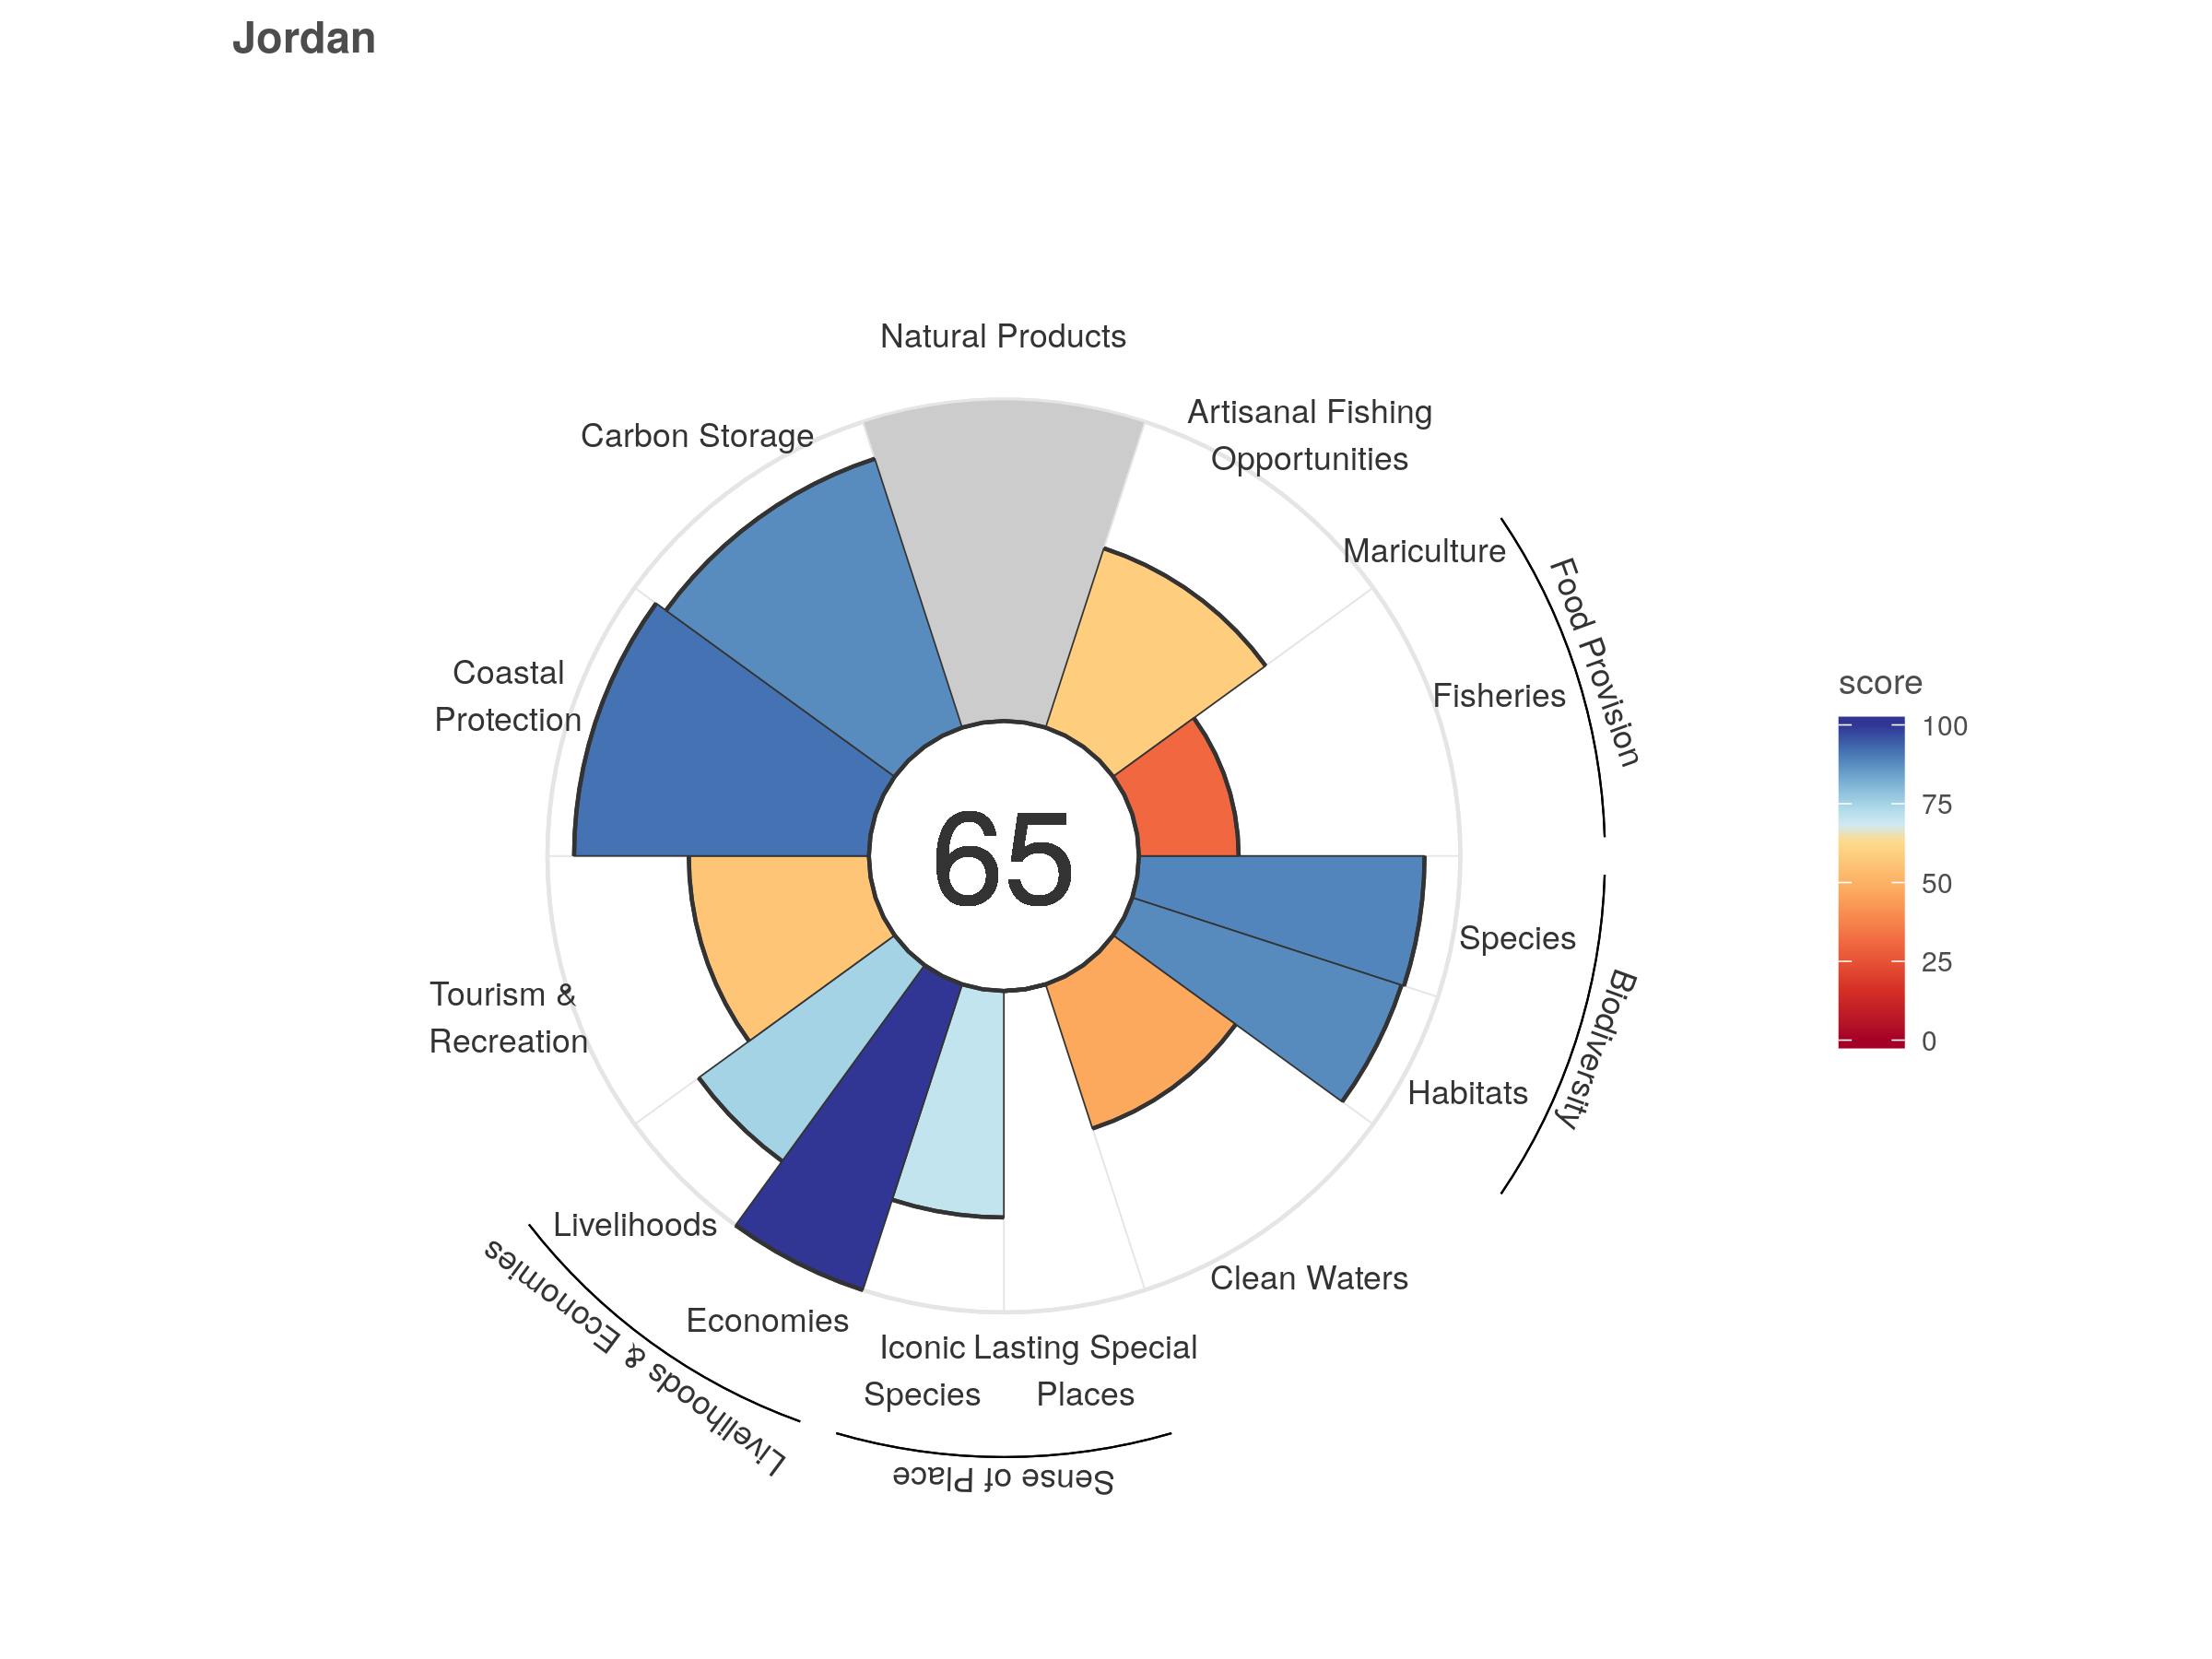 Jordan
Natural Products
Artisanal Fishing
Opportunities
Carbon Storage
Mariculture
Food Provision
Coastal
Protection
Fisheries
score
100
75
50
25
0
65
Species
Biodiversity
Tourism &
Recreation
Habitats
Livelihoods
Clean Waters
Livelihoods & Economies
Economies
Iconic
Species
Lasting Special
Places
Sense of Place